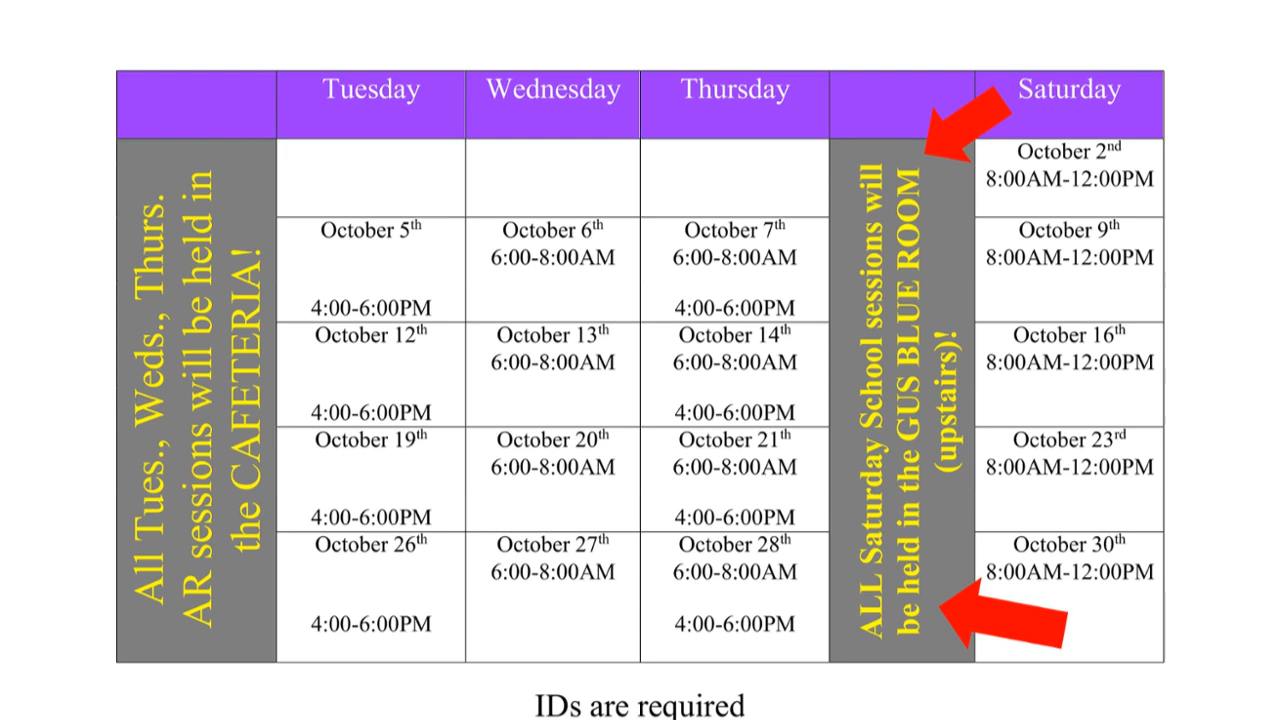 Tuesday Wednesday Thursday Saturday
All Tues., Weds., Thurs.
AR sessions will be held in
the CAFETERIA!
ALL Saturday School sessions will
be held in the GUS BLUE ROOM
(upstairs)!
October 2nd
8:00AM-12:00PM
October 5th
4:00-6:00PM
October 6th
6:00-8:00AM
October 7th
6:00-8:00AM
4:00-6:00PM
October 9th
8:00AM-12:00PM
October 12th
4:00-6:00PM
October 13th
6:00-8:00AM
October 14th
6:00-8:00AM
4:00-6:00PM
October 16th
8:00AM-12:00PM
October 19th
4:00-6:00PM
October 20th
6:00-8:00AM
October 21th
6:00-8:00AM
4:00-6:00PM
October 23rd
8:00AM-12:00PM
October 26th
4:00-6:00PM
October 27th
6:00-8:00AM
October 28th
6:00-8:00AM
4:00-6:00PM
October 30th
8:00AM-12:00PM
IDs are required